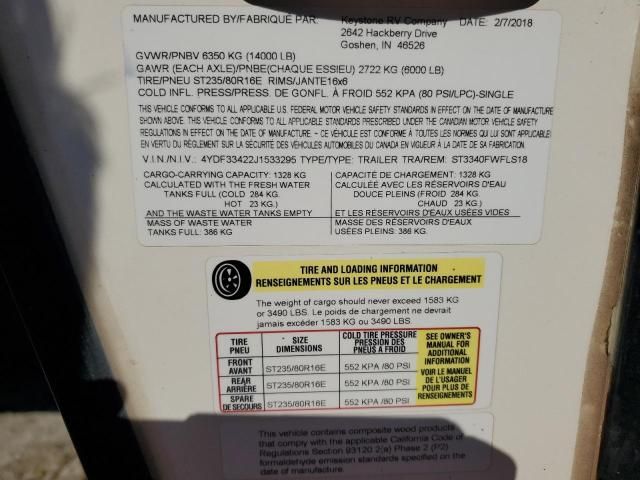 MANUFACTURED BY/FABRIQUE PAR: Keystone RV Company DATE: 2/7/2018
2642 Hackberry Drive
Goshen, IN 46526
GVWR/PNBV 6350 KG (14000 LB)
GAWR (EACH AXLE)/PNBE(CHAQUE ESSIEU) 2722 KG (6000 LB)
TIRE/PNEU ST235/80R16E RIMS/JANTE16x6
COLD INFL. PRESS/PRESS. DE GONFL. À FROID 552 KPA (80 PSI/LPC)-SINGLE
THIS VEHICLE CONFORMS TO ALL APPLICABLE U.S. FEDERAL MOTOR VEHICLE SAFETY STANDARDS IN EFFECT ON THE DATE OF MANUFACTURE
SHOWN ABOVE. THIS VEHICLE CONFORMS TO ALL APPLICABLE STANDARDS PRESCRIBED UNDER THE CANADIAN MOTOR VEHICLE SAFETY
REGULATIONS IN EFFECT ON THE DATE OF MANUFACTURE - CE VÉHICULE EST CONFORME À TOUTES LES NORMES QUI LUI SONT APPLICABLES
EN VERTU DU RÈGLEMENT SUR LA SÉCURITÉ DES VÉHICULES AUTOMOBILES DU CANADA EN VIGUEUR À LA DATE DE SA FABRICATION.
V.I.N./N.I.V.: 4YDF33422J1533295 TYPE/TYPE: TRAILER TRA/REM: ST3340FWFLS18
CARGO-CARRYING CAPACITY: 1328 KG
CALCULATED WITH THE FRESH WATER
TANKS FULL (COLD 284 KG.
HOT 23 KG.)
AND THE WASTE WATER TANKS EMPTY
MASS OF WASTE WATER
TANKS FULL: 386 KG
CAPACITÉ DE CHARGEMENT: 1328 KG
CALCULÉE AVEC LES RÉSERVOIRS D'EAU
DOUCE PLEINS (FROID 284 KG.
CHAUD 23 KG.)
ET LES RÉSERVOIRS D'EAUX USÉES VIDES
MASSE DES RÉSERVOIRS D'EAUX
USÉES PLEINS: 386 KG.
TIRE AND LOADING INFORMATION
RENSEIGNEMENTS SUR LES PNEUS ET LE CHARGEMENT
The weight of cargo should never exceed 1583 KG
or 3490 LBS. Le poids de chargement ne devrait
jamais excéder 1583 KG ou 3490 LBS.
TIRE
PNEU
SIZE
DIMENSIONS
COLD TIRE PRESSURE
PRESSION DES
PNEUS À FROID
FRONT
AVANT
ST235/80R16E
552 KPA /80 PSI
REAR
ARRIÈRE
ST235/80R16E
552 KPA /80 PSI
SPARE
DE SECOURS
ST235/80R16E
552 KPA /80 PSI
SEE OWNER'S
MANUAL FOR
ADDITIONAL
INFORMATION
VOIR LE MANUEL
DE L'USAGER
POUR PLUS DE
RENSEIGNEMENTS
This vehicle contains composite wood products
that comply with the applicable California Code of
Regulations Section 93120.2(a) Phase 2 (P2)
formaldehyde emission standards specified on the
date of manufacture.